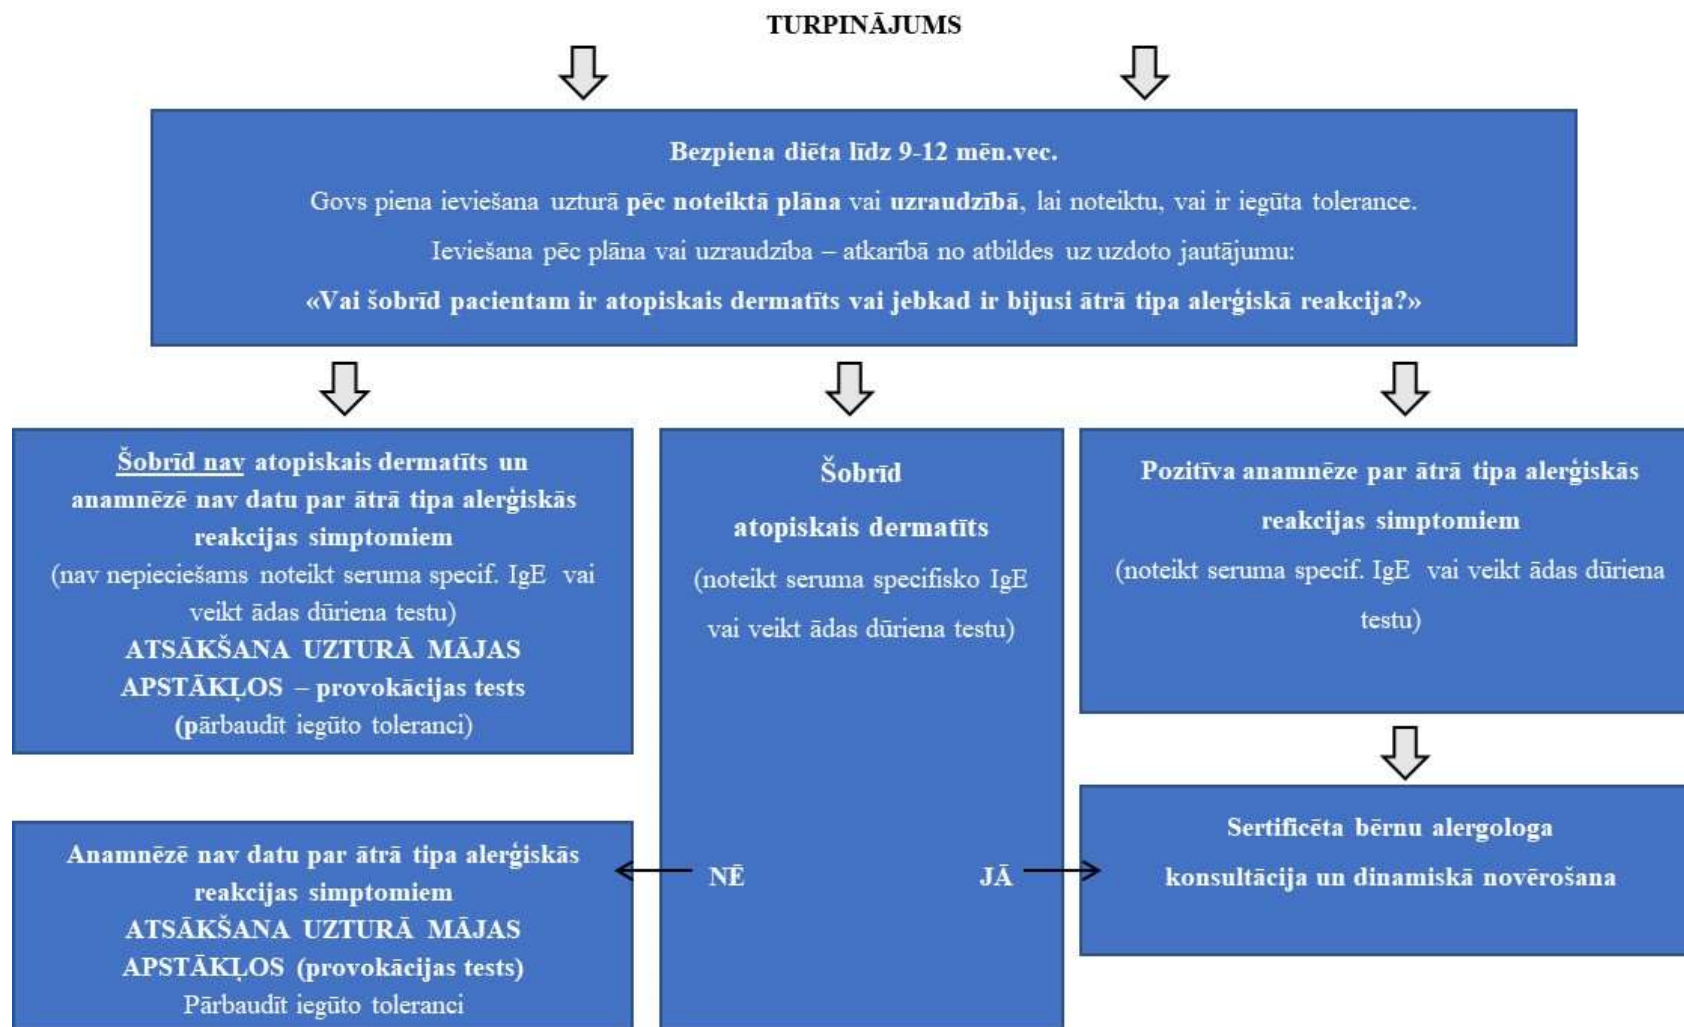 TURPINĀJUMS
Bezpiena diēta līdz 9-12 mēn.vec.
Govs piena ieviešana uzturā pēc noteiktā plāna vai uzraudzībā, lai noteiktu, vai ir iegūta tolerance.
Ieviešana pēc plāna vai uzraudzība – atkarībā no atbildes uz uzdoto jautājumu:
«Vai šobrīd pacientam ir atopiskais dermatīts vai jebkad ir bijusi ātrā tipa alerģiskā reakcija?»
Šobrīd nav atopiskais dermatīts un
anamnēzē nav datu par ātrā tipa alerģiskās
reakcijas simptomiem
(nav nepieciešams noteikt seruma specif. IgE vai
veikt ādas dūriena testu)
ATSĀKŠANA UZTURĀ MĀJAS
APSTĀKĻOS – provokācijas tests
(pārbaudīt iegūto toleranci)
Šobrīd
atopiskais dermatīts
(noteikt seruma specifisko IgE
vai veikt ādas dūriena testu)
Pozitīva anamnēze par ātrā tipa alerģiskās
reakcijas simptomiem
(noteikt seruma specif. IgE vai veikt ādas dūriena
testu)
Anamnēzē nav datu par ātrā tipa alerģiskās
reakcijas simptomiem
ATSĀKŠANA UZTURĀ MĀJAS
APSTĀKĻOS (provokācijas tests)
Pārbaudīt iegūto toleranci
NĒ
JĀ
Sertificēta bērnu alergologa
konsultācija un dinamiskā novērošana